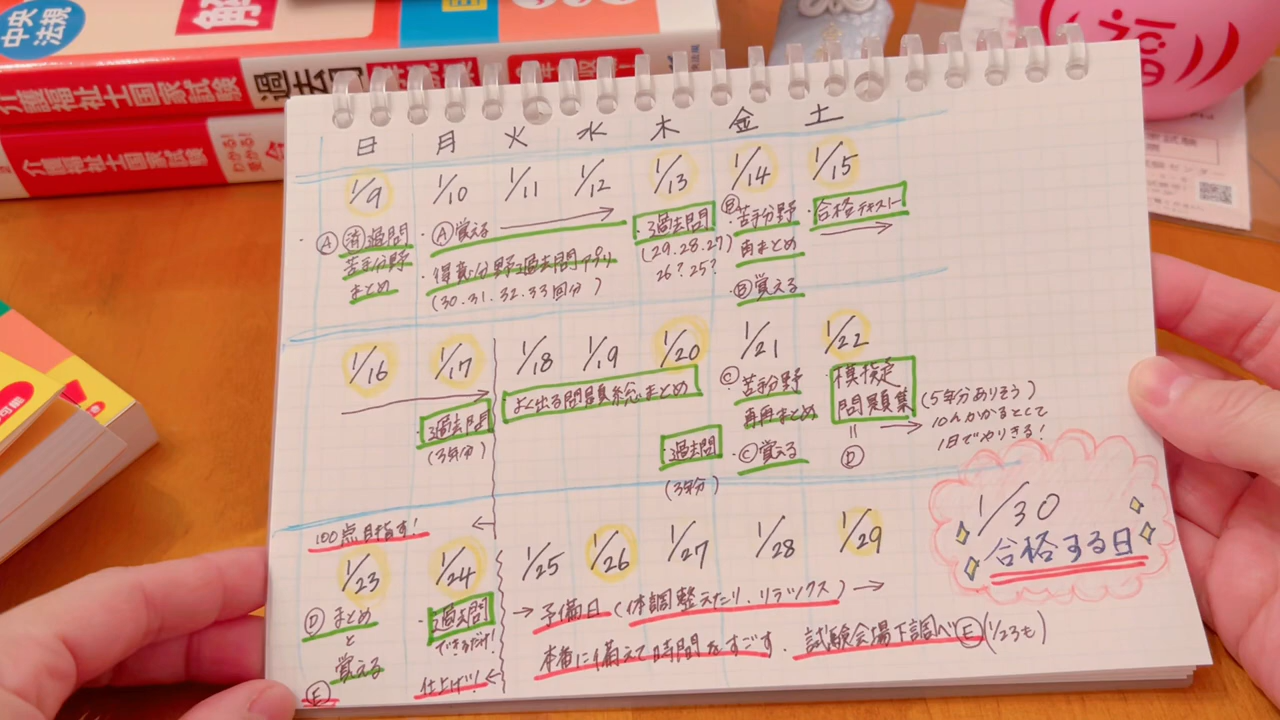 中央
法規
解
介護福祉士国家試験
過去
介護福祉士国家試験
日 月 火 水 木 金 土
1/9 1/10 1/11 1/12 1/13 1/14 1/15
Ⓐ 済 過去問
苦手分野
まとめ
・Ⓐ覚える →
・得意分野過去問アプリ
(30.31.32.33回分)
過去問
(29.28.27)
26?25?
Ⓑ
・苦手分野
再まとめ
・Ⓑ覚える
・合格テキスト
→
1/16 1/17 1/18 1/19 1/20 1/21 1/22
→
・過去問
(3年分)
よく出る問題総まとめ
・過去問
(3年分)
Ⓒ
・苦手分野
再再まとめ
・Ⓒ覚える
模擬
問題集
=
Ⓓ
→ (5年分ありそう)
10hかかるとして
1日でやりきる!
100点目指す! ←
1/23 1/24 1/25 1/26 1/27 1/28 1/29
Ⓓまとめ
と
覚える
Ⓔ
・過去問
できるだけ!
仕上げ! ←
→ 予備日(体調整えたり・リラックス) →
本番に備えて時間をすごす. 試験会場下調べⒺ(1/23も)
1/30
合格する日
福